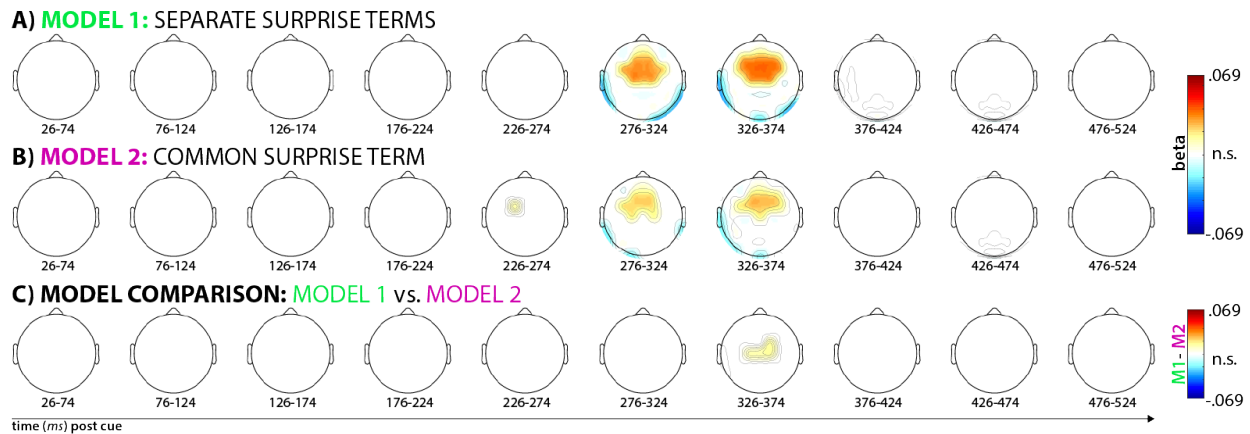 A) MODEL 1: SEPARATE SURPRISE TERMS
26-74 76-124 126-174 176-224 226-274 276-324 326-374 376-424 426-474 476-524
B) MODEL 2: COMMON SURPRISE TERM
26-74 76-124 126-174 176-224 226-274 276-324 326-374 376-424 426-474 476-524
.069
beta
n.s.
-.069
C) MODEL COMPARISON: MODEL 1 vs. MODEL 2
26-74 76-124 126-174 176-224 226-274 276-324 326-374 376-424 426-474 476-524
.069
M1 - M2
n.s.
-.069
time (ms) post cue